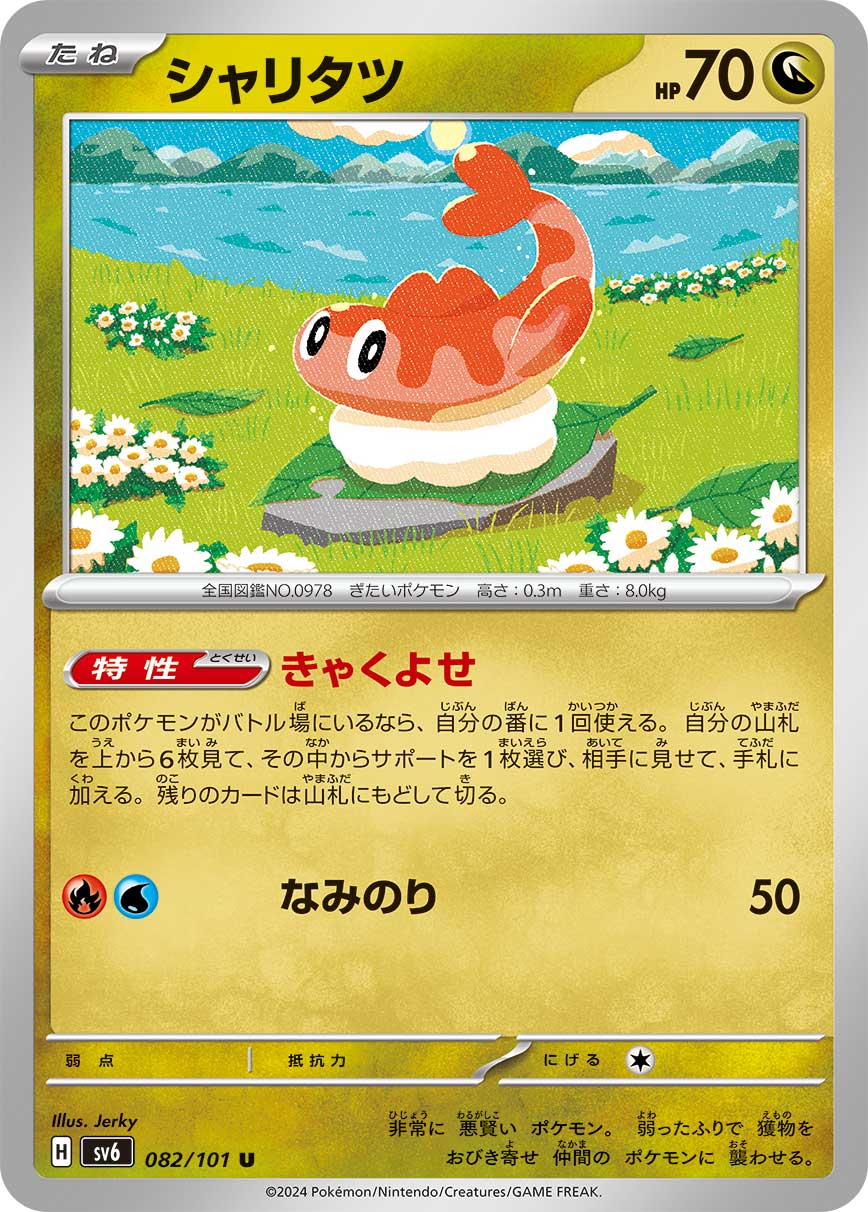 たね
シャリタツ
HP70
全国図鑑NO.0978 ぎたいポケモン 高さ:0.3m 重さ:8.0kg
特性 とくせい きゃくよせ
このポケモンがバトル場にいるなら、自分の番に1回使える。自分の山札
を上から6枚見て、その中からサポートを1枚選び、相手に見せて、手札に
加える。残りのカードは山札にもどして切る。
なみのり 50
弱点 抵抗力 にげる
Illus. Jerky
H sv6 082/101 U
非常に 悪賢い ポケモン。 弱ったふりで 獲物を
おびき寄せ 仲間の ポケモンに 襲わせる。
©2024 Pokémon/Nintendo/Creatures/GAME FREAK.